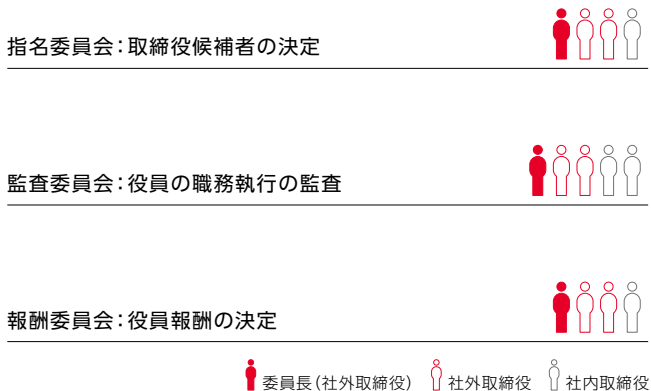 指名委員会：取締役候補者の決定
監査委員会：役員の職務執行の監査
報酬委員会：役員報酬の決定
委員長（社外取締役） 社外取締役 社内取締役